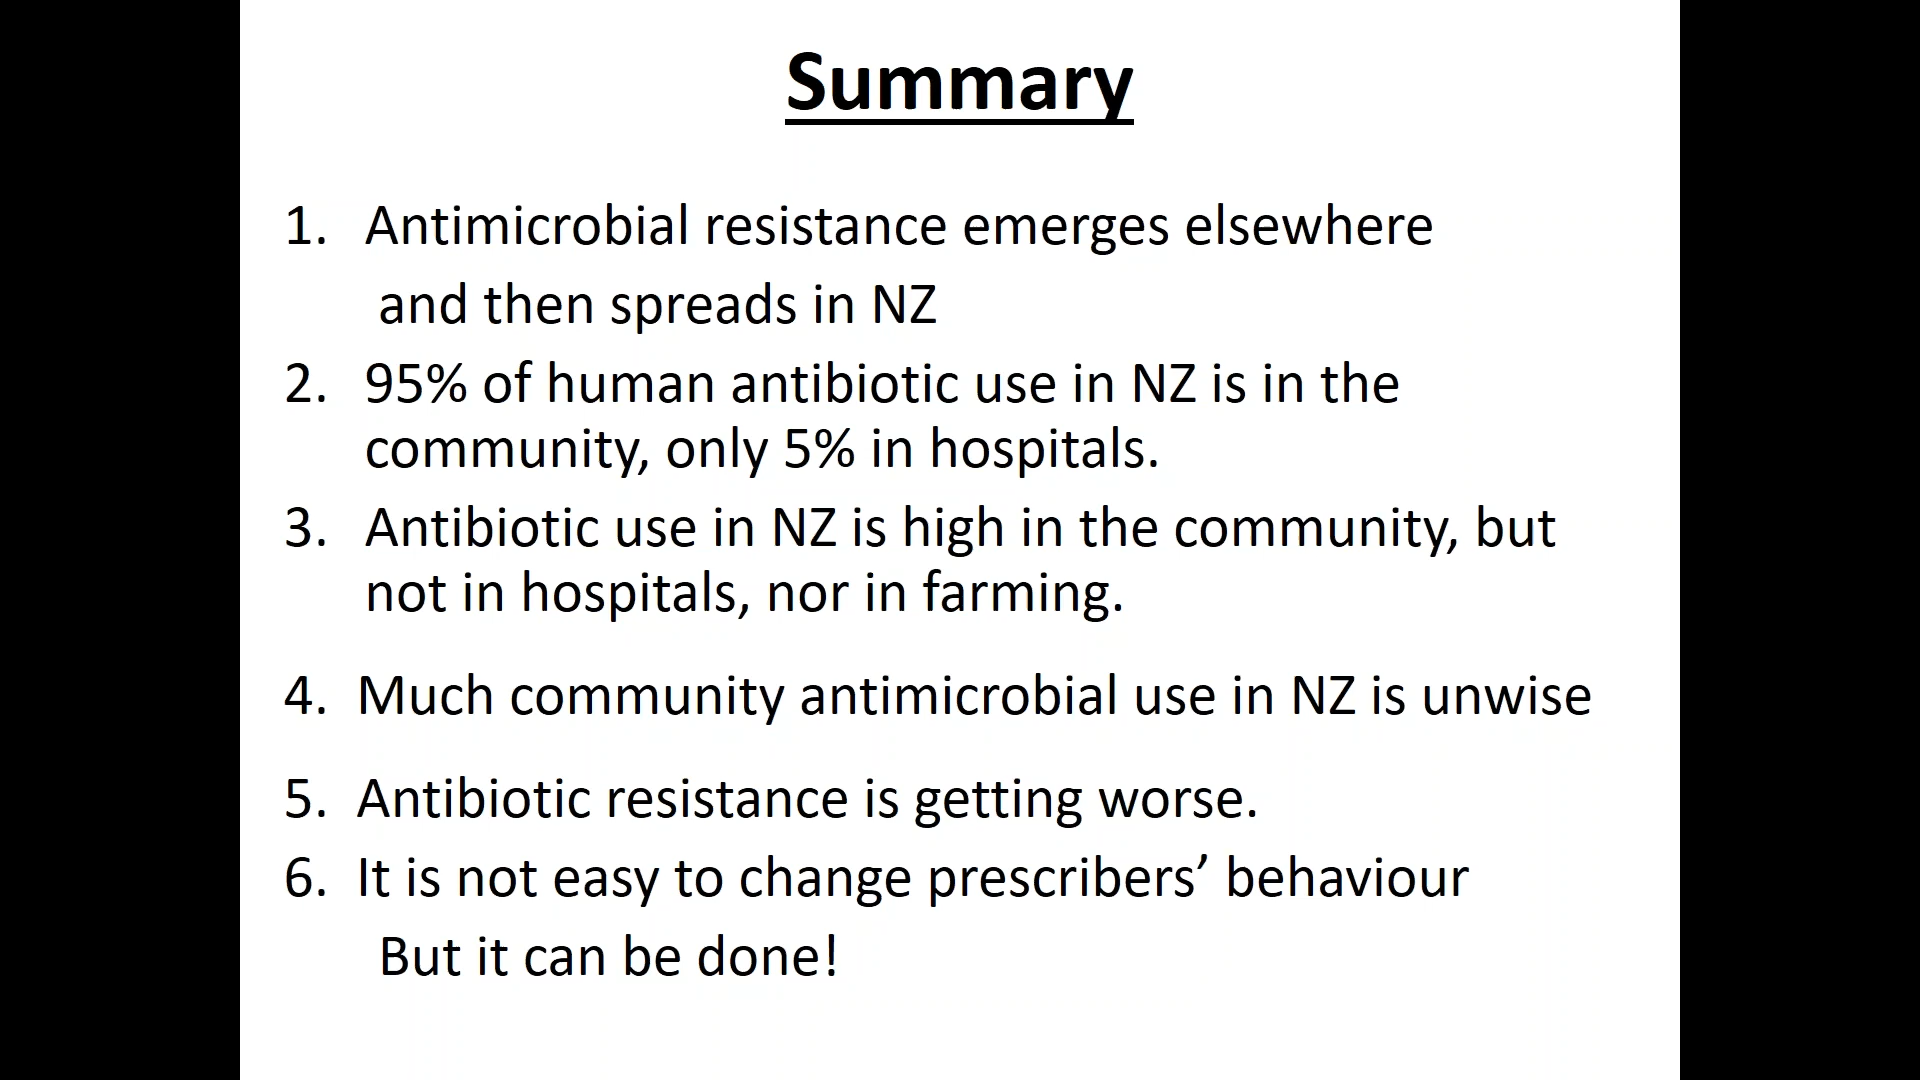 Summary
1. Antimicrobial resistance emerges elsewhere
and then spreads in NZ
2. 95% of human antibiotic use in NZ is in the
community, only 5% in hospitals.
3. Antibiotic use in NZ is high in the community, but
not in hospitals, nor in farming.
4. Much community antimicrobial use in NZ is unwise
5. Antibiotic resistance is getting worse.
6. It is not easy to change prescribers’ behaviour
But it can be done!